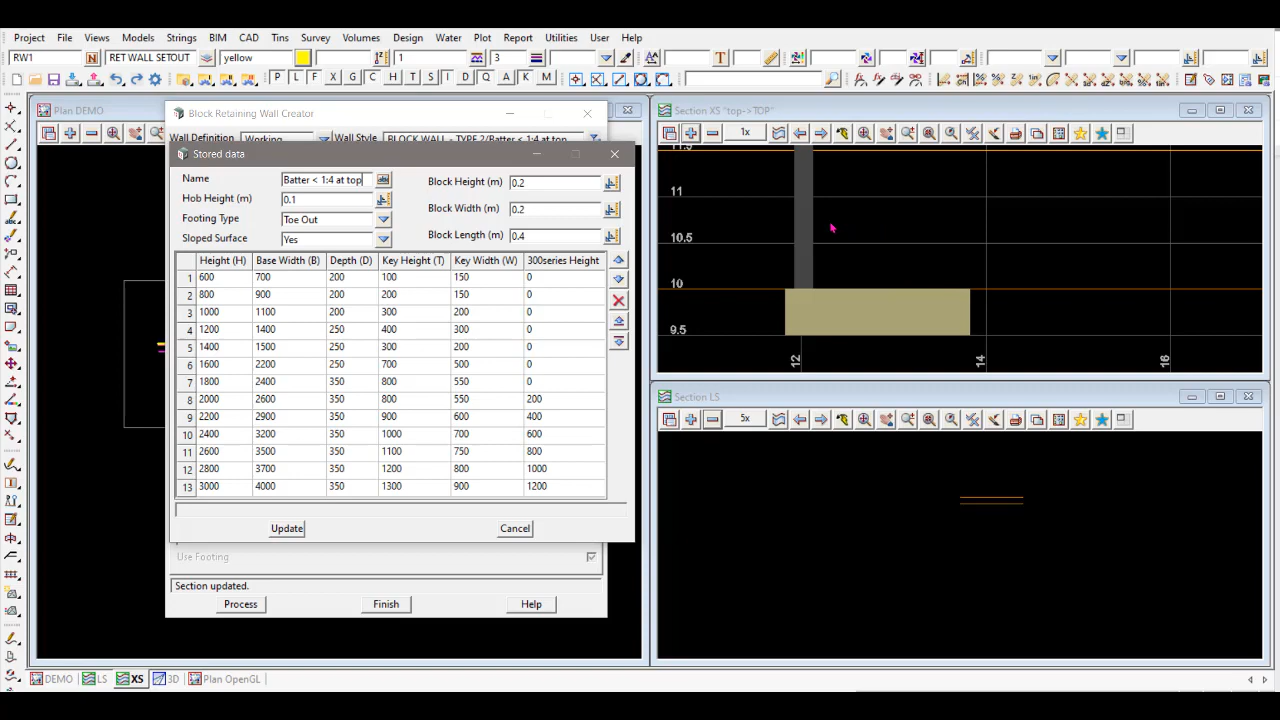 Project File Views Models Strings CAD Tins Survey Volumes Design Water Plot Report Utilities User Help
RW1 N RET WALL SETOUT yellow 1 3 T
P L F X G C H T S I D Q A K M
Plan DEMO
Block Retaining Wall Creator
Wall Definition Working Wall Style BLOCK WALL - TYPE 2/Batter < 1:4 at top
Stored data
Name Batter < 1:4 at top
Hob Height (m) 0.1
Footing Type Toe Out
Sloped Surface Yes
Block Height (m) 0.2
Block Width (m) 0.2
Block Length (m) 0.4
Height (H) Base Width (B) Depth (D) Key Height (T) Key Width (W) 300series Height
1 600 700 200 100 150 0
2 800 900 200 200 150 0
3 1000 1100 200 300 200 0
4 1200 1400 250 400 300 0
5 1400 1500 250 300 200 0
6 1600 2200 250 700 500 0
7 1800 2400 350 800 550 0
8 2000 2600 350 800 550 200
9 2200 2900 350 900 600 400
10 2400 3200 350 1000 700 600
11 2600 3500 350 1100 750 800
12 2800 3700 350 1200 800 1000
13 3000 4000 350 1300 900 1200
Update Cancel
Use Footing
Section updated.
Process Finish Help
Section XS "top->TOP"
1x
11.5
11
10.5
10
9.5
12 14 16
Section LS
5x
DEMO LS XS 3D Plan OpenGL